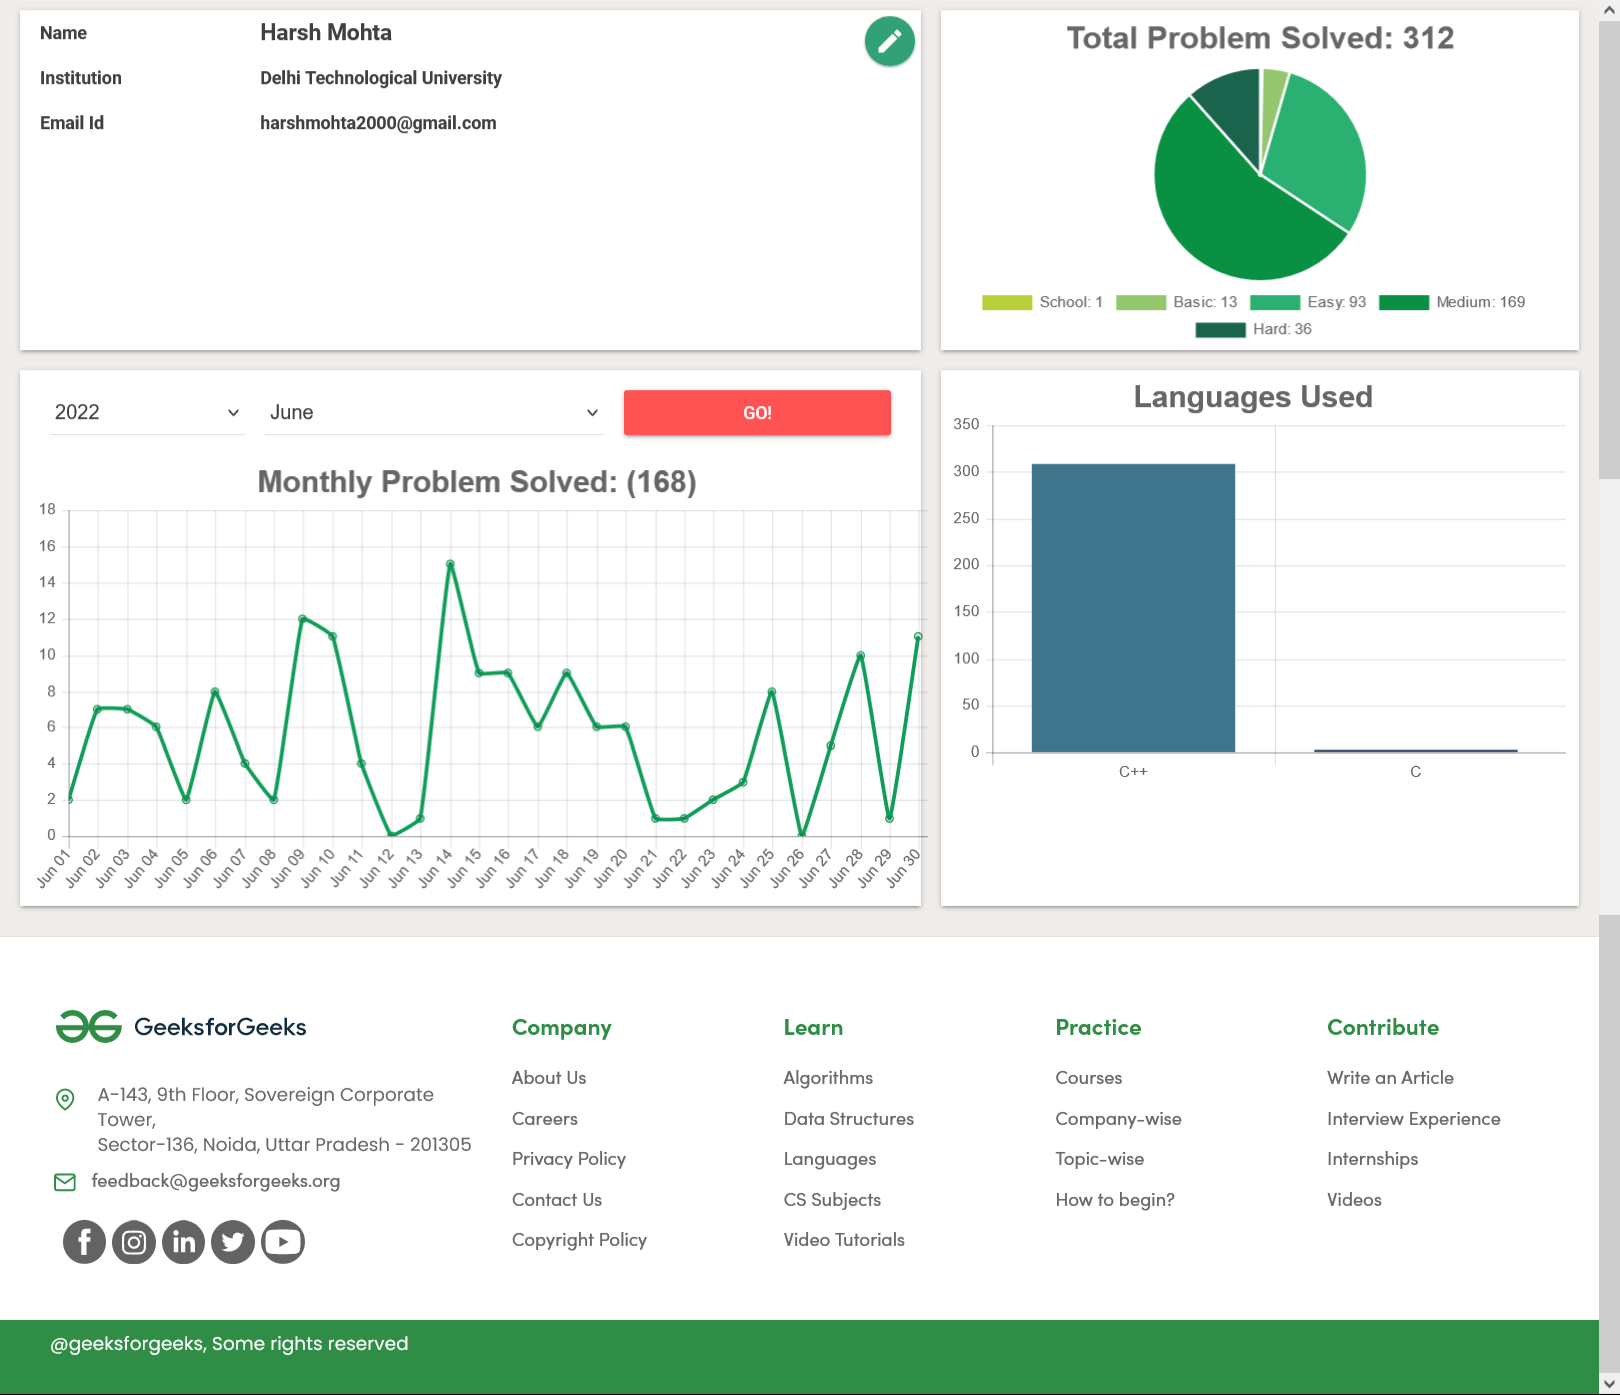 Name Harsh Mohta
Institution Delhi Technological University
Email Id harshmohta2000@gmail.com
Total Problem Solved: 312
School: 1 Basic: 13 Easy: 93 Medium: 169
Hard: 36
2022 June GO!
Monthly Problem Solved: (168)
18
16
14
12
10
8
6
4
2
0
Jun 01 Jun 02 Jun 03 Jun 04 Jun 05 Jun 06 Jun 07 Jun 08 Jun 09 Jun 10 Jun 11 Jun 12 Jun 13 Jun 14 Jun 15 Jun 16 Jun 17 Jun 18 Jun 19 Jun 20 Jun 21 Jun 22 Jun 23 Jun 24 Jun 25 Jun 26 Jun 27 Jun 28 Jun 29 Jun 30
Languages Used
350
300
250
200
150
100
50
0
C++ C
GeeksforGeeks
A-143, 9th Floor, Sovereign Corporate
Tower,
Sector-136, Noida, Uttar Pradesh - 201305
feedback@geeksforgeeks.org
Company
About Us
Careers
Privacy Policy
Contact Us
Copyright Policy
Learn
Algorithms
Data Structures
Languages
CS Subjects
Video Tutorials
Practice
Courses
Company-wise
Topic-wise
How to begin?
Contribute
Write an Article
Interview Experience
Internships
Videos
@geeksforgeeks, Some rights reserved